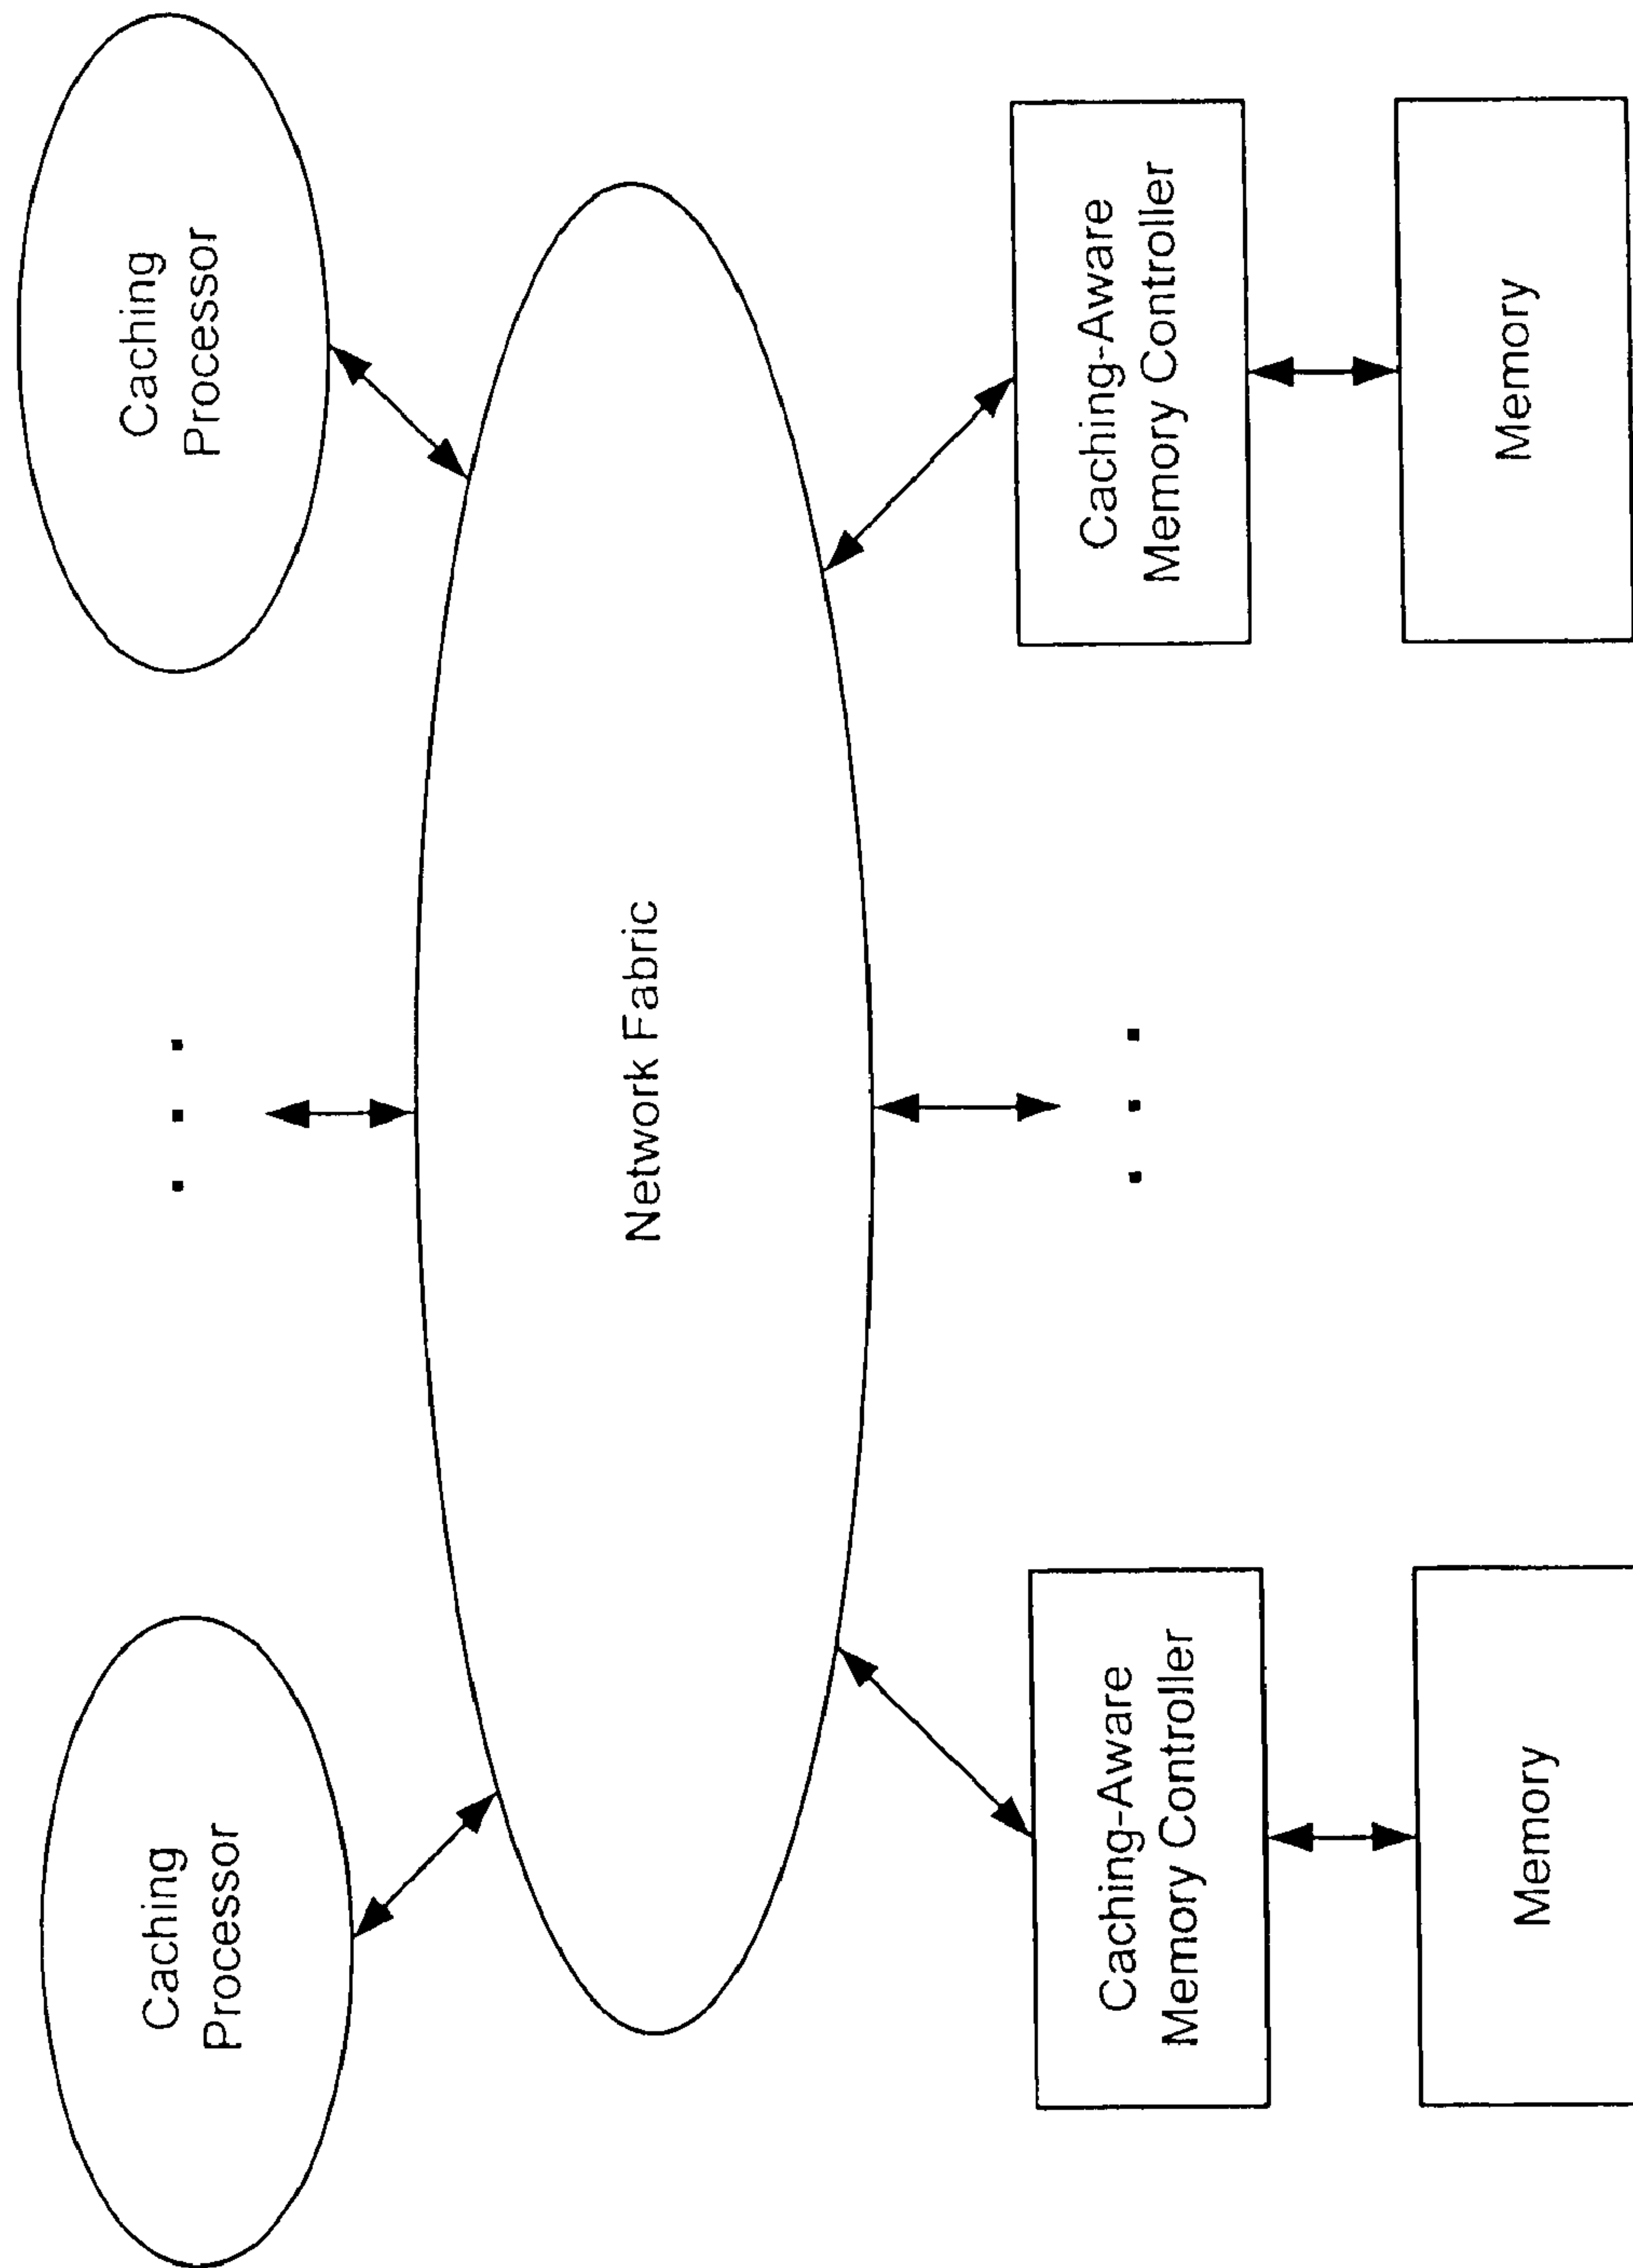 Caching
Processor
Caching
Processor
Network Fabric
Caching-Aware
Memory Controller
Caching-Aware
Memory Controller
Memory
Memory